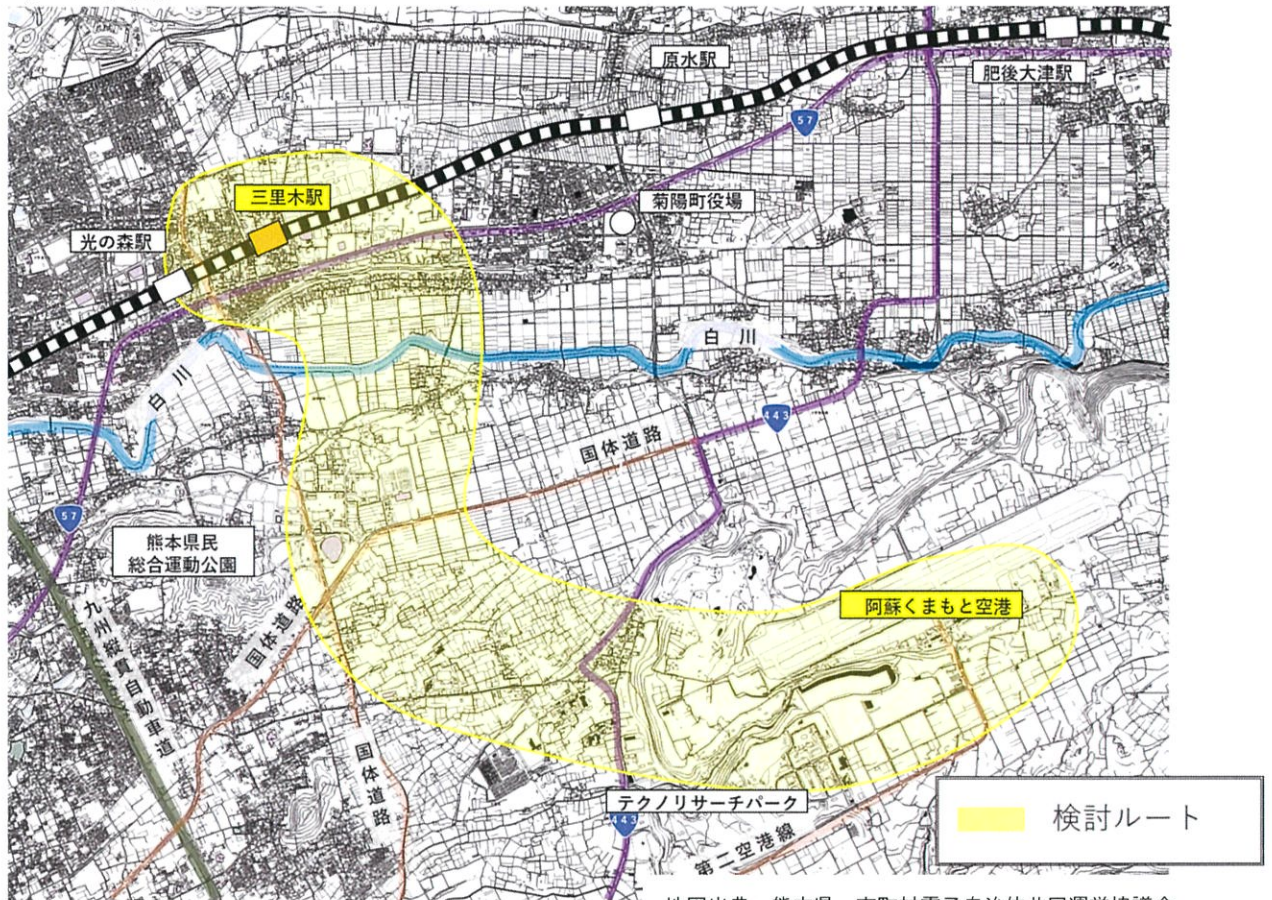 原水駅
肥後大津駅
57
三里木駅
菊陽町役場
光の森駅
白川
白川
443
国体道路
57
熊本県民
総合運動公園
阿蘇くまもと空港
国体道路
九州縦貫自動車道
国体道路
テクノリサーチパーク
443
第二空港線
検討ルート